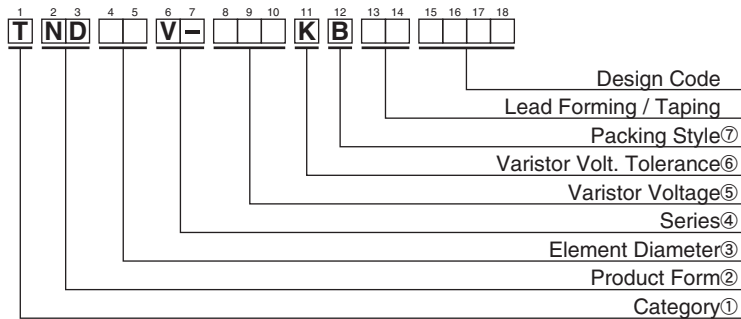 1 2 3 4 5 6 7 8 9 10 11 12 13 14 15 16 17 18
T ND V- K B
Design Code
Lead Forming / Taping
Packing Style⑦
Varistor Volt. Tolerance⑥
Varistor Voltage⑤
Series④
Element Diameter③
Product Form②
Category①